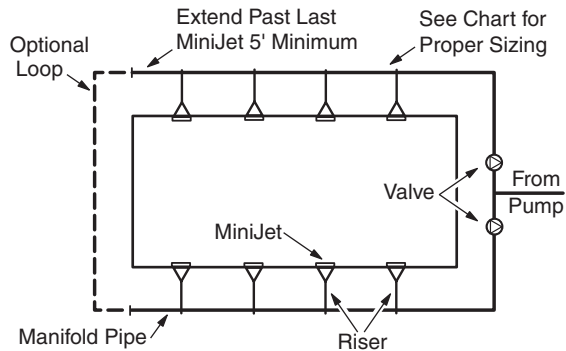 Optional
Loop
Extend Past Last
MiniJet 5' Minimum
See Chart for
Proper Sizing
Valve
From
Pump
MiniJet
Manifold Pipe
Riser